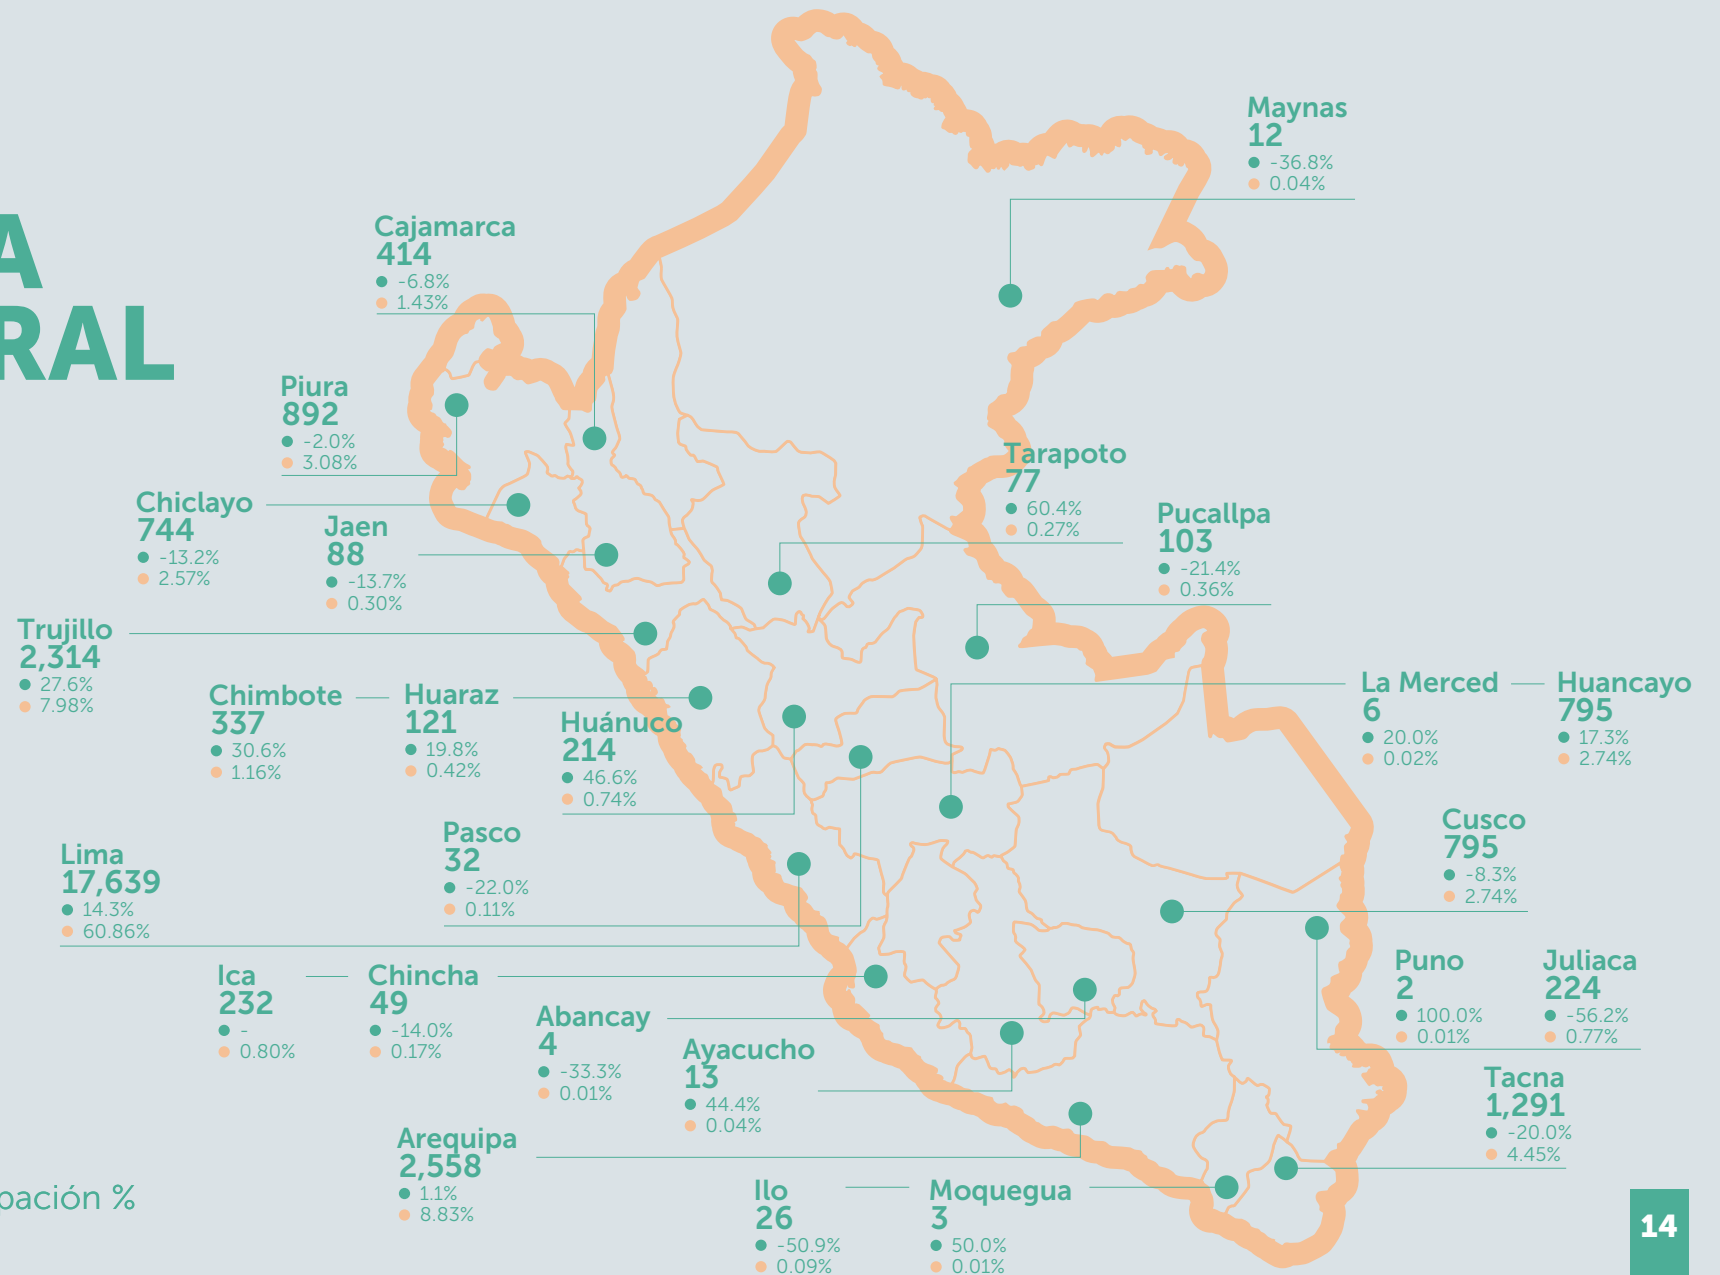 A
RAL
Maynas
12
-36.8%
0.04%
Cajamarca
414
-6.8%
1.43%
Piura
892
-2.0%
3.08%
Tarapoto
77
60.4%
0.27%
Chiclayo
744
-13.2%
2.57%
Jaen
88
-13.7%
0.30%
Pucallpa
103
-21.4%
0.36%
Trujillo
2,314
27.6%
7.98%
Chimbote
337
30.6%
1.16%
Huaraz
121
19.8%
0.42%
Huánuco
214
46.6%
0.74%
La Merced
6
20.0%
0.02%
Huancayo
795
17.3%
2.74%
Pasco
32
-22.0%
0.11%
Cusco
795
-8.3%
2.74%
Lima
17,639
14.3%
60.86%
Ica
232
-
0.80%
Chincha
49
-14.0%
0.17%
Puno
2
100.0%
0.01%
Juliaca
224
-56.2%
0.77%
Abancay
4
-33.3%
0.01%
Ayacucho
13
44.4%
0.04%
Tacna
1,291
-20.0%
4.45%
Arequipa
2,558
1.1%
8.83%
Ilo
26
-50.9%
0.09%
Moquegua
3
50.0%
0.01%
pación %
14